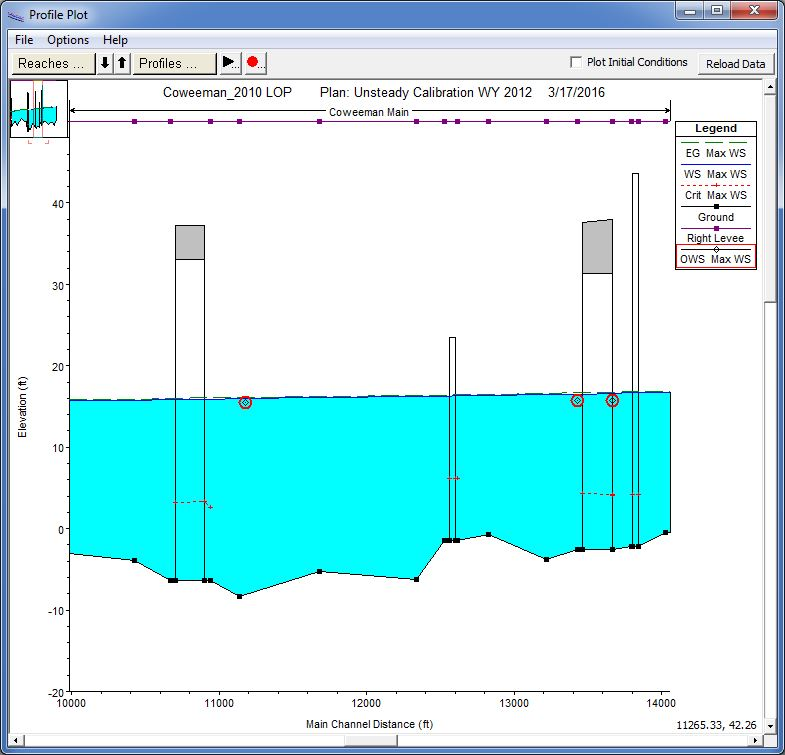 Profile Plot
File Options Help
Reaches ... Profiles ... ... ... Plot Initial Conditions Reload Data
Coweeman_2010 LOP Plan: Unsteady Calibration WY 2012 3/17/2016
Coweeman Main
Legend
EG Max WS
WS Max WS
Crit Max WS
Ground
Right Levee
OWS Max WS
40
30
20
10
0
-10
-20
Elevation (ft)
10000 11000 12000 13000 14000
Main Channel Distance (ft)
11265.33, 42.26